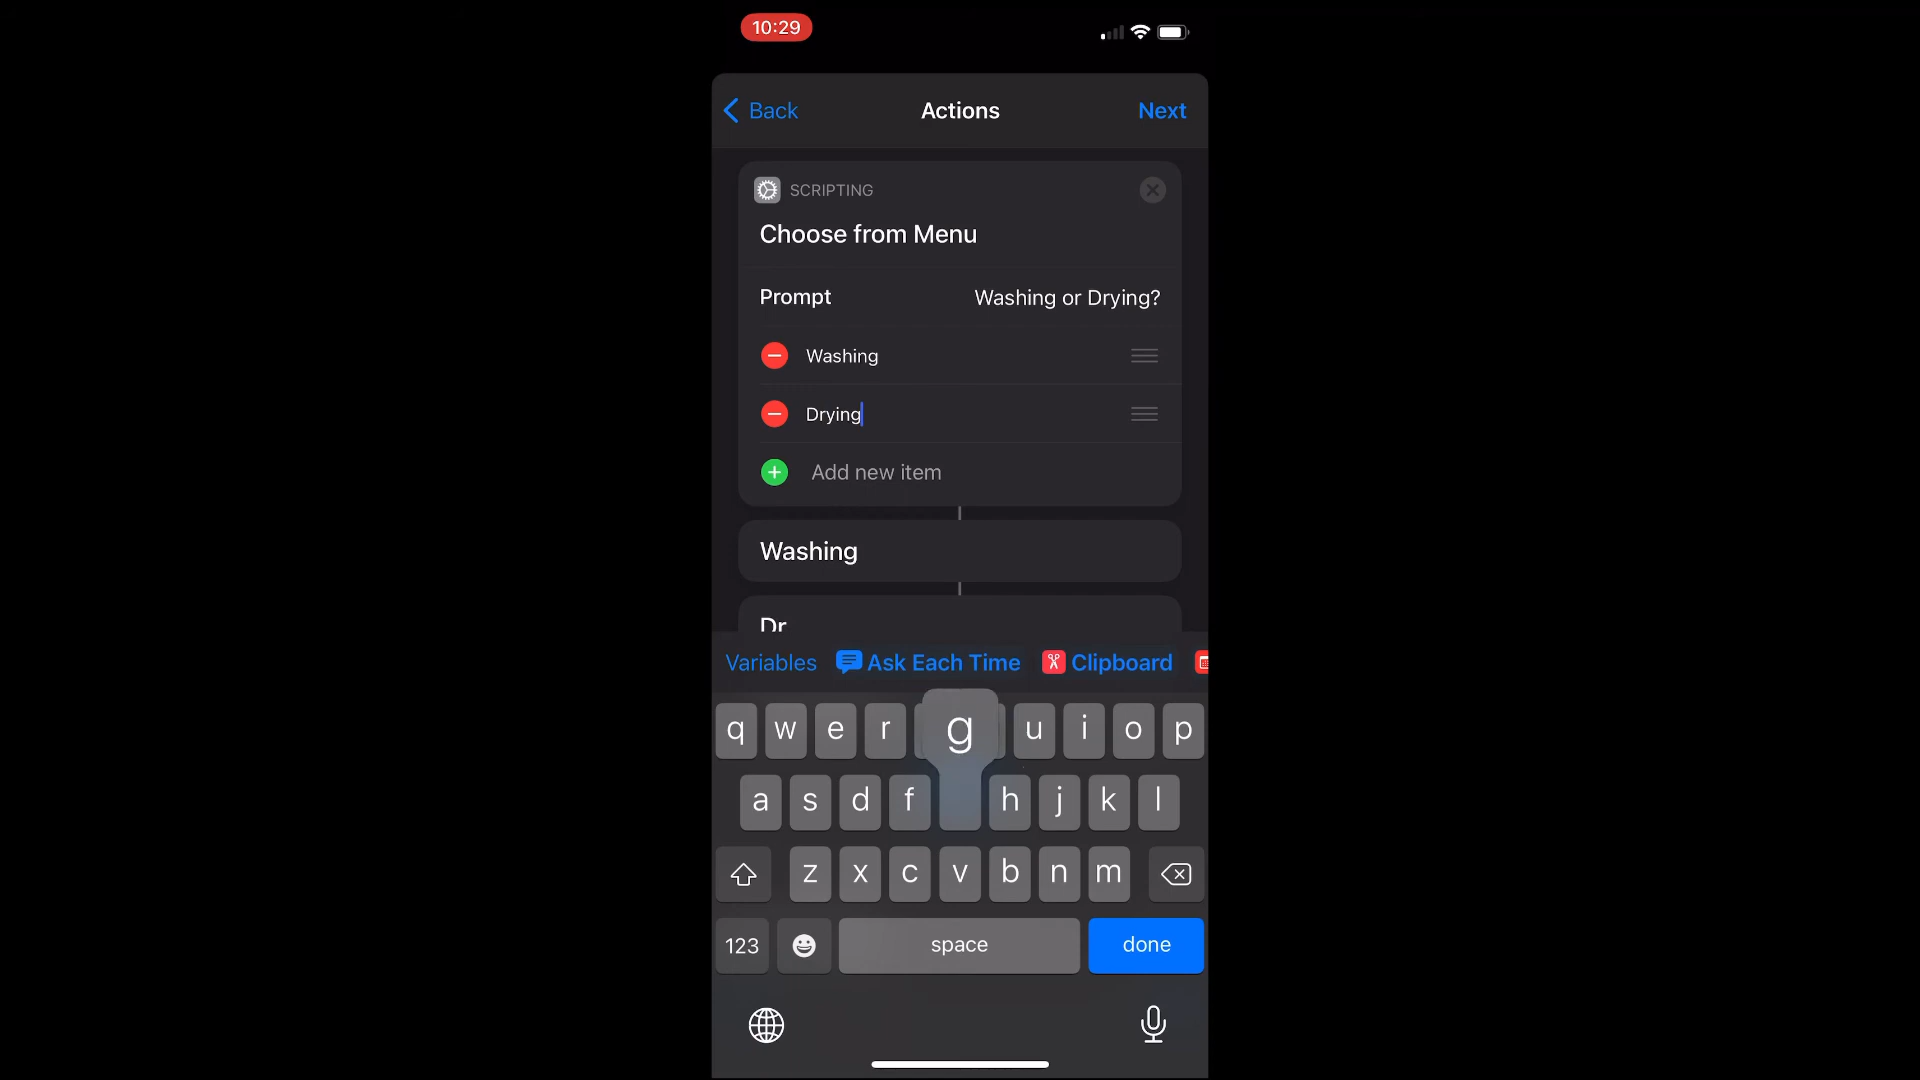 10:29
Back Actions Next
SCRIPTING
Choose from Menu
Prompt Washing or Drying?
Washing
Drying
Add new item
Washing
Dr
Variables Ask Each Time Clipboard
q w e r g u i o p
a s d f h j k l
z x c v b n m
123 space done